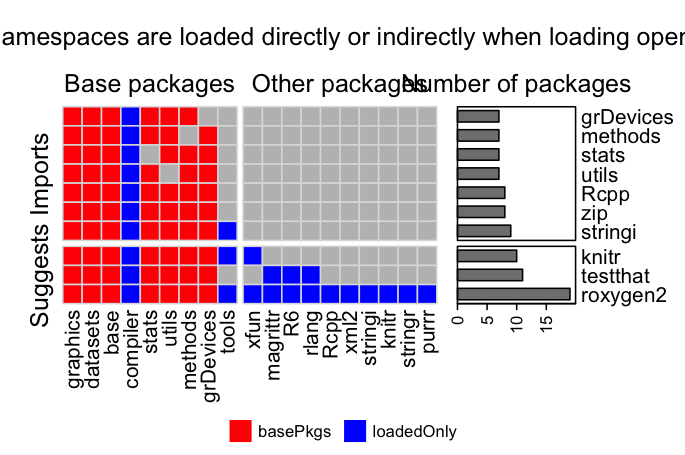 amespaces are loaded directly or indirectly when loading oper
Base packages
Other packages
Number of packages
Imports
Suggests
grDevices
methods
stats
utils
Rcpp
zip
stringi
knitr
testthat
roxygen2
0 5 10 15
graphics
datasets
base
compiler
stats
utils
methods
grDevices
tools
xfun
magrittr
R6
rlang
Rcpp
xml2
stringi
knitr
stringr
purrr
basePkgs
loadedOnly